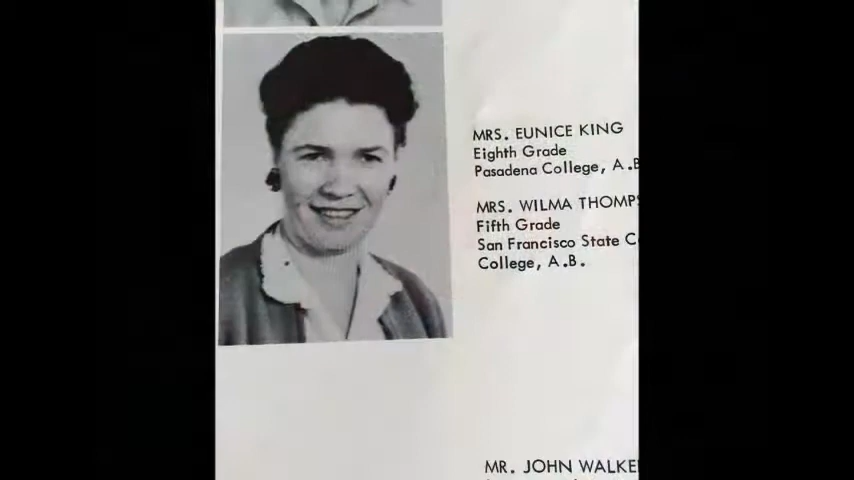 MRS. EUNICE KING
Eighth Grade
Pasadena College, A.B
MRS. WILMA THOMPS
Fifth Grade
San Francisco State C
College, A.B.
MR. JOHN WALKE